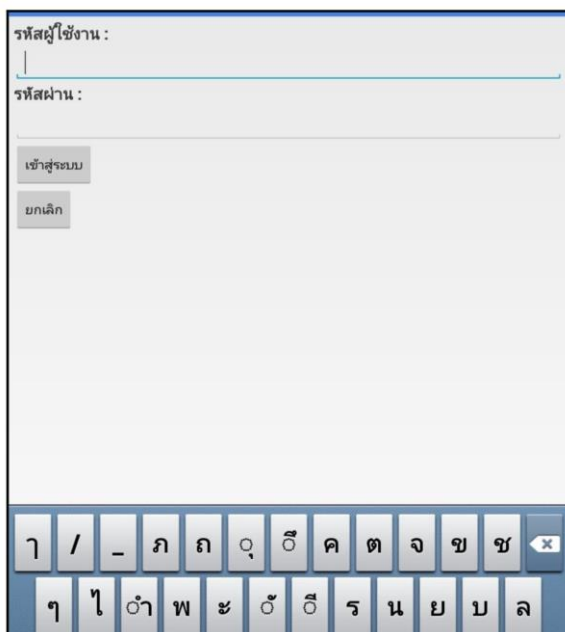 รหัสผู้ใช้งาน :
รหัสผ่าน :
เข้าสู่ระบบ
ยกเลิก
ๅ / _ ภ ถ ุ ึ ค ต จ ข ช
ๆ ไ ำ พ ะ ั ี ร น ย บ ล